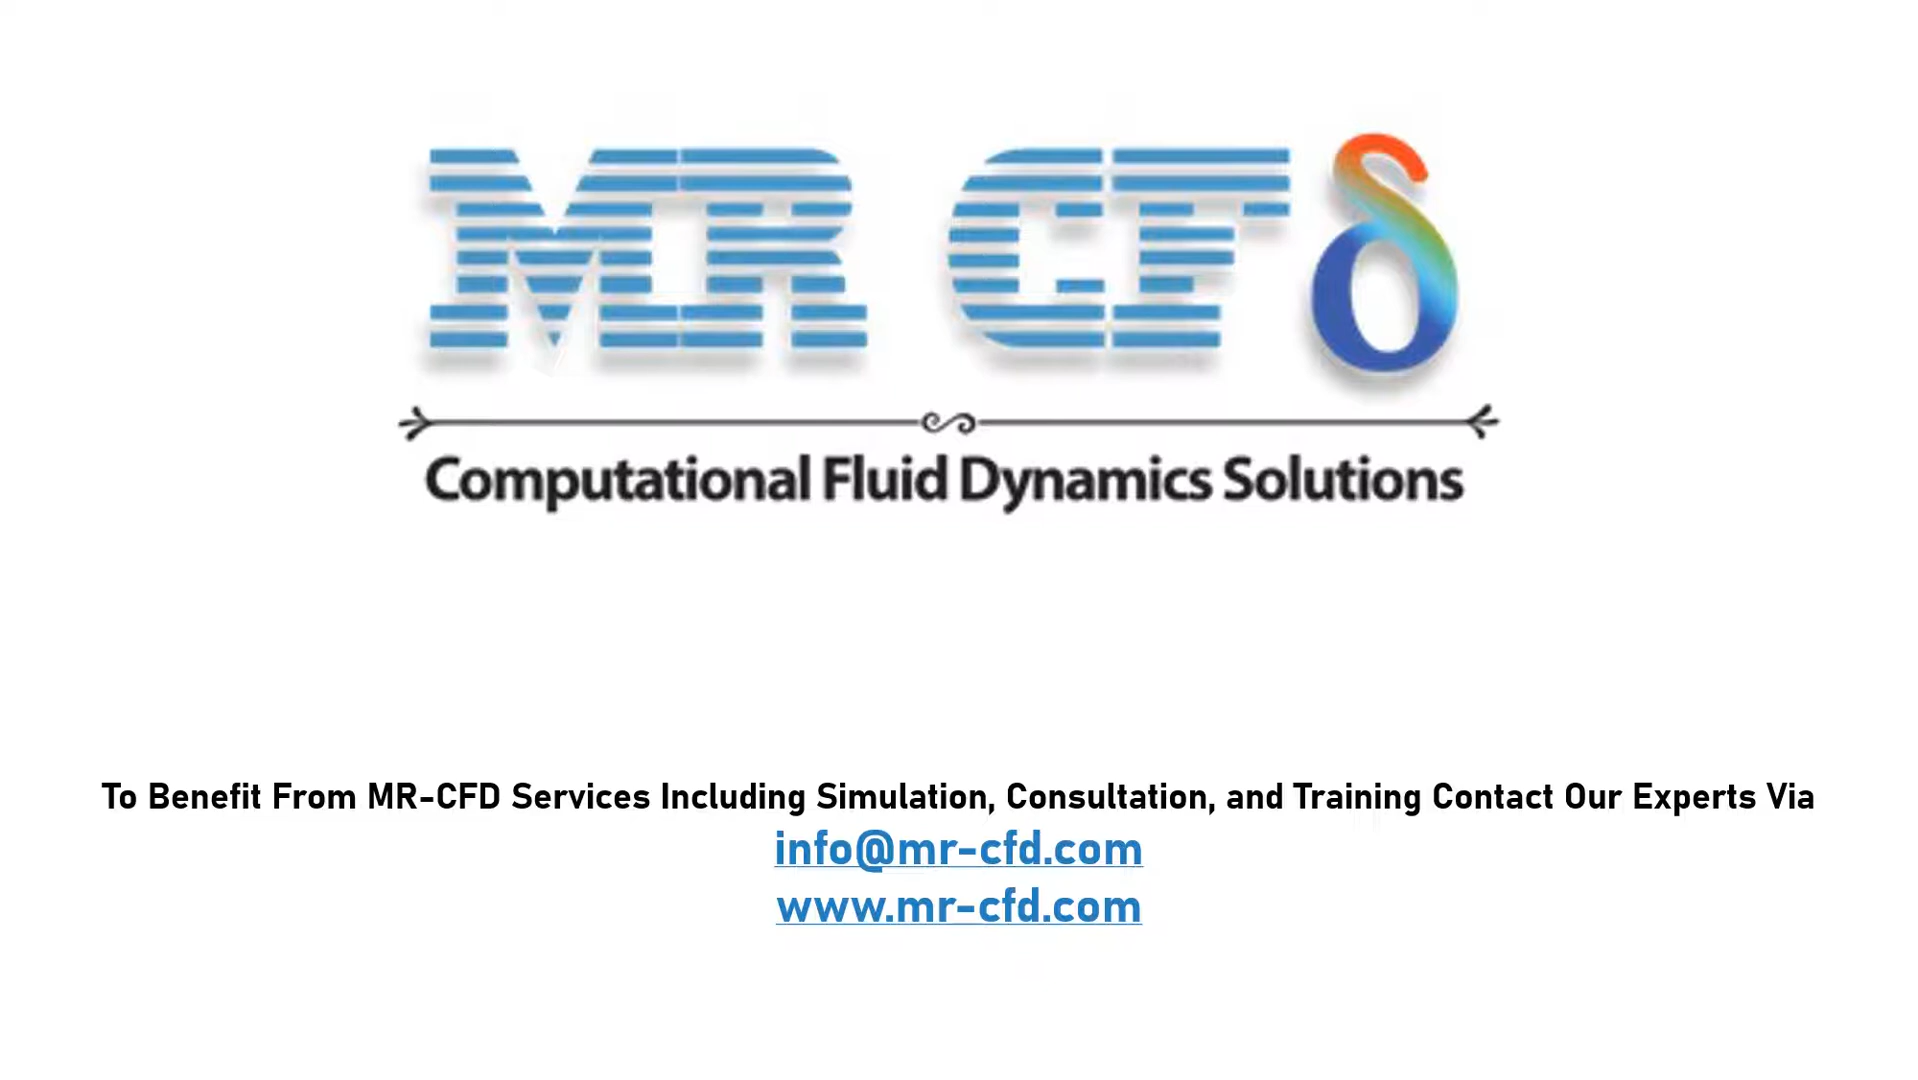 MR CFδ
Computational Fluid Dynamics Solutions
To Benefit From MR-CFD Services Including Simulation, Consultation, and Training Contact Our Experts Via
info@mr-cfd.com
www.mr-cfd.com